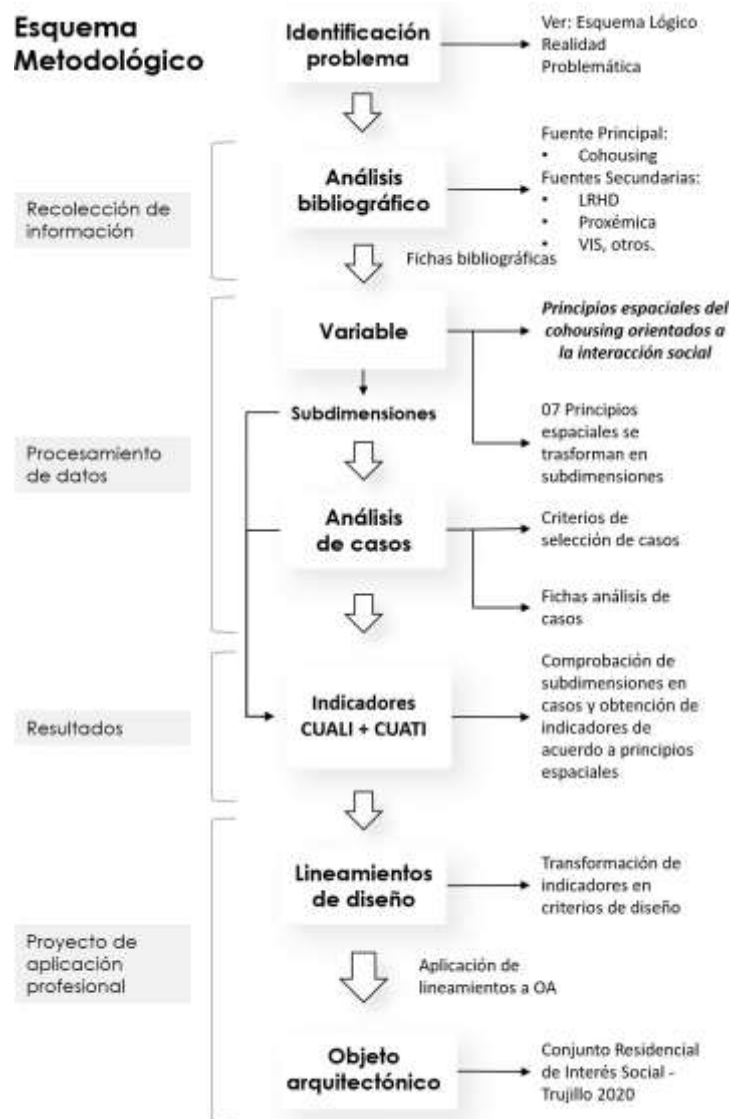 Esquema
Metodológico
Identificación
problema
Ver: Esquema Lógico
Realidad
Problemática
Recolección de
información
Análisis
bibliográfico
Fuente Principal:
• Cohousing
Fuentes Secundarias:
• LRHD
• Proxémica
• VIS, otros.
Fichas bibliográficas
Procesamiento
de datos
Variable
Principios espaciales del
cohousing orientados a
la interacción social
Subdimensiones
07 Principios
espaciales se
trasforman en
subdimensiones
Análisis
de casos
Criterios de
selección de casos
Fichas análisis de
casos
Resultados
Indicadores
CUALI + CUATI
Comprobación de
subdimensiones en
casos y obtención de
indicadores de
acuerdo a principios
espaciales
Proyecto de
aplicación
profesional
Lineamientos
de diseño
Transformación de
indicadores en
criterios de diseño
Aplicación de
lineamientos a OA
Objeto
arquitectónico
Conjunto Residencial
de Interés Social -
Trujillo 2020